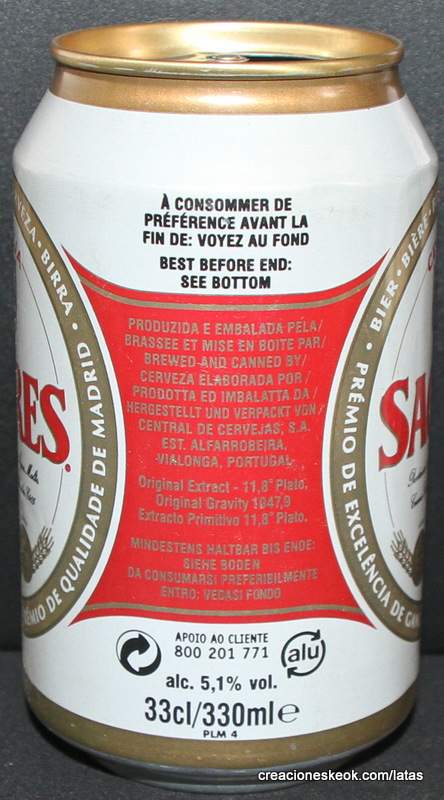 À CONSOMMER DE
PRÉFÉRENCE AVANT LA
FIN DE: VOYEZ AU FOND
BEST BEFORE END:
SEE BOTTOM
PRODUZIDA E EMBALADA PELA/
BRASSEE ET MISE EN BOITE PAR/
BREWED AND CANNED BY/
CERVEZA ELABORADA POR/
PRODOTTA ED IMBALATTA DA/
HERGESTELLT UND VERPACKT VON
CENTRAL DE CERVEJAS, S.A.
EST. ALFARROBEIRA,
VIALONGA, PORTUGAL
Original Extract - 11,8° Plato.
Original Gravity 1047,9
Extracto Primitivo 11,8° Plato.
MINDESTENS HALTBAR BIS ENDE:
SIEHE BODEN
DA CONSUMARSI PREFERIBILMENTE
ENTRO: VEDASI FONDO
APOIO AO CLIENTE
800 201 771
alu
alc. 5,1% vol.
33cl/330ml e
PLM 4
BIRRA · PRÉMIO DE QUALIDADE DE MADRID
RES
BIER · BIÈRE
· PRÉMIO DE EXCELÊNCIA DE
SA
creacioneskeok.com/latas